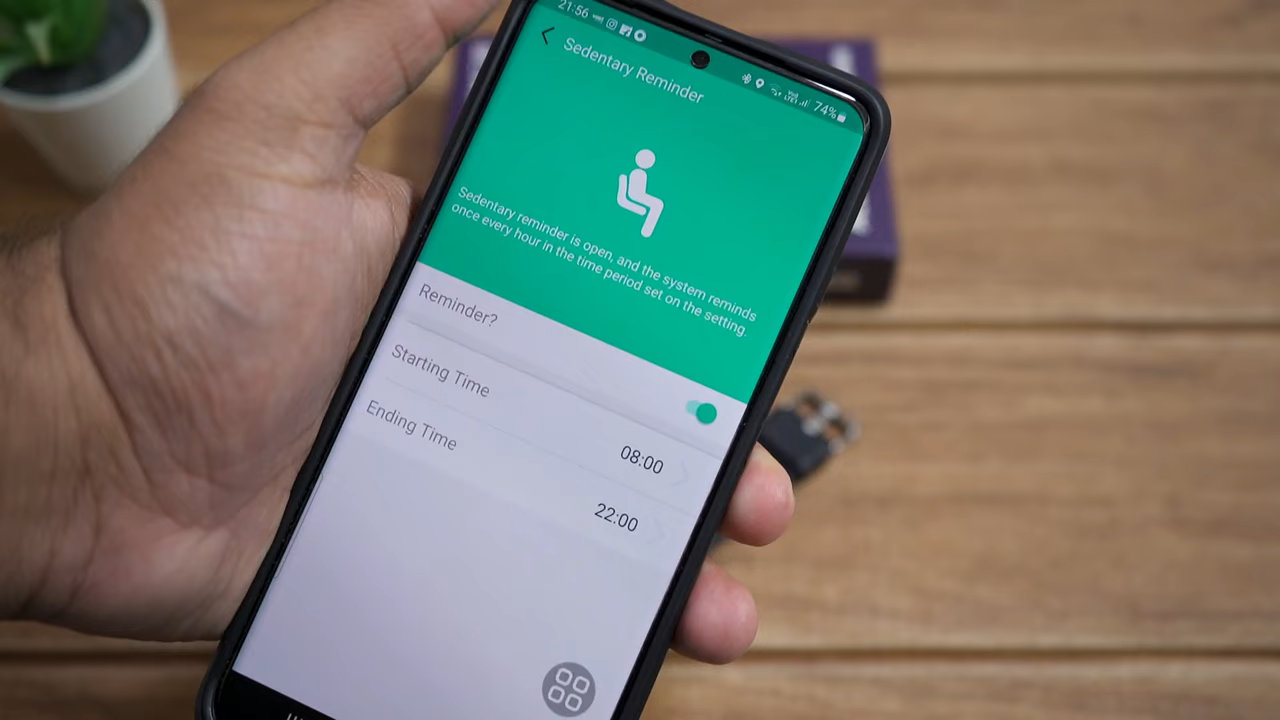 21:56
74%
Sedentary Reminder
Sedentary reminder is open, and the system reminds
once every hour in the time period set on the setting.
Reminder?
Starting Time
08:00
Ending Time
22:00